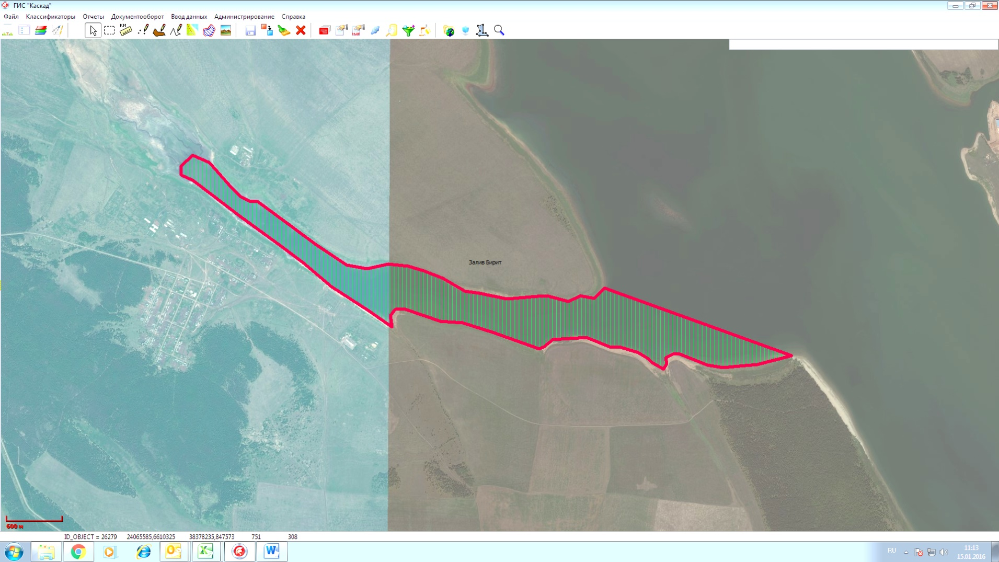 ГИС "Каскад"
Файл Классификаторы Отчеты Документооборот Ввод данных Администрирование Справка
КМ
Залив Бирит
600 м
ID_OBJECT = 26279 24065585,6610325 38378235,847573 751 308
RU 11:13
15.01.2016